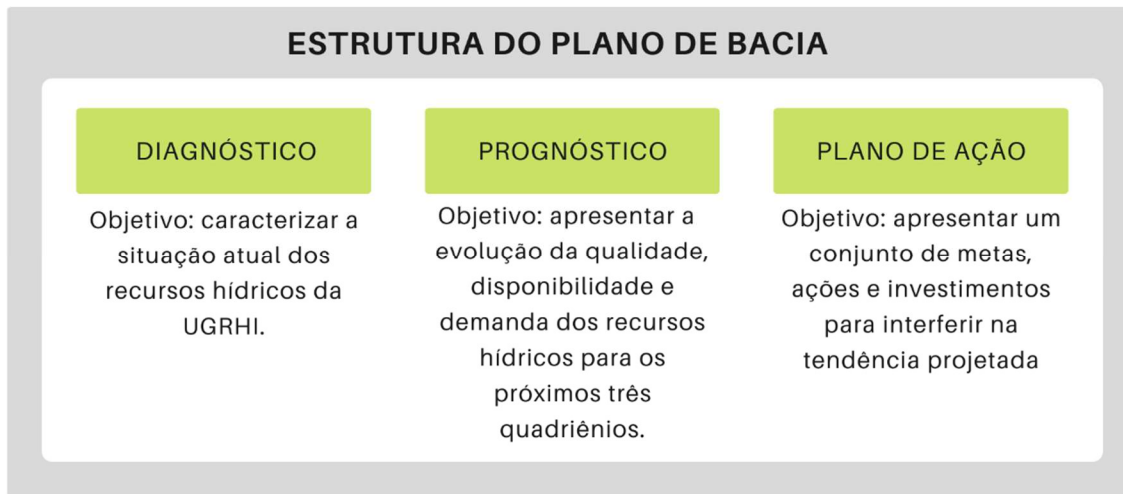 ESTRUTURA DO PLANO DE BACIA
DIAGNÓSTICO
Objetivo: caracterizar a
situação atual dos
recursos hídricos da
UGRHI.
PROGNÓSTICO
Objetivo: apresentar a
evolução da qualidade,
disponibilidade e
demanda dos recursos
hídricos para os
próximos três
quadriênios.
PLANO DE AÇÃO
Objetivo: apresentar um
conjunto de metas,
ações e investimentos
para interferir na
tendência projetada